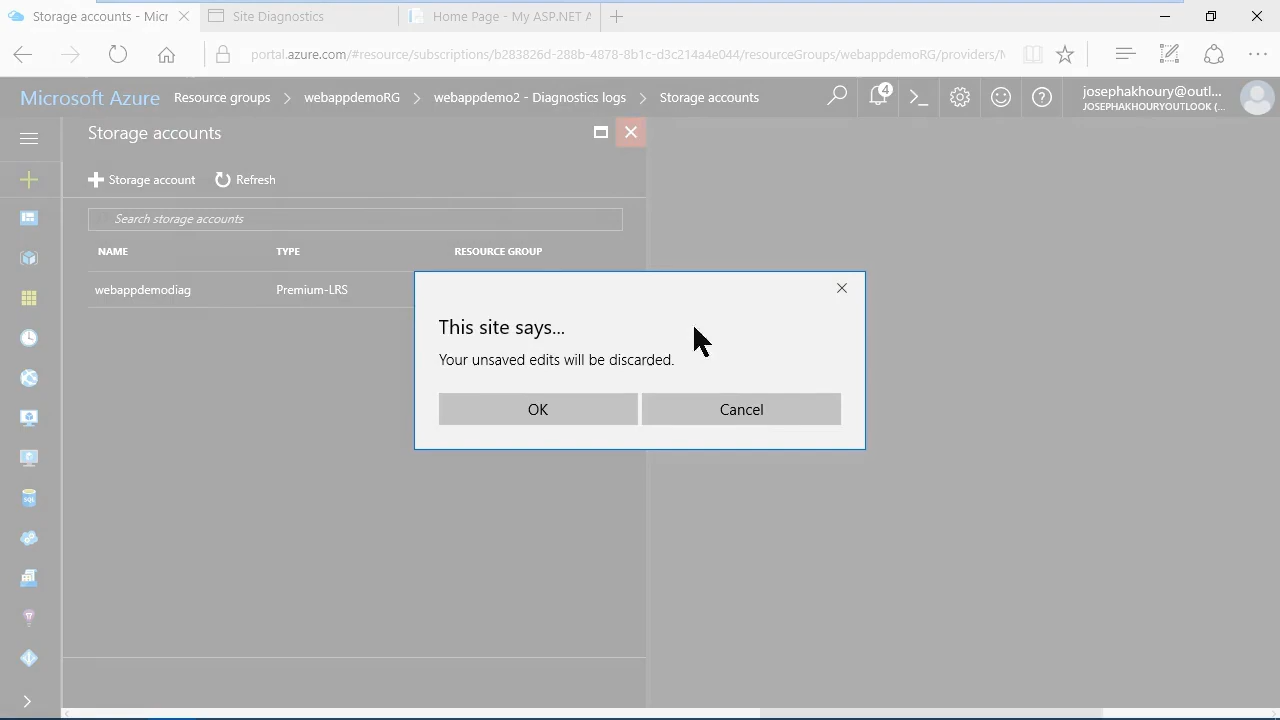 Storage accounts - Micr
Site Diagnostics
Home Page - My ASP.NET A
portal.azure.com/#resource/subscriptions/b283826d-288b-4878-8b1c-d3c214a4e044/resourceGroups/webappdemoRG/providers/M
Microsoft Azure Resource groups > webappdemoRG > webappdemo2 - Diagnostics logs > Storage accounts
4
josephakhoury@outl...
JOSEPHAKHOURYOUTLOOK (...
Storage accounts
Storage account
Refresh
Search storage accounts
NAME TYPE RESOURCE GROUP
webappdemodiag Premium-LRS
This site says...
Your unsaved edits will be discarded.
OK
Cancel
SQL